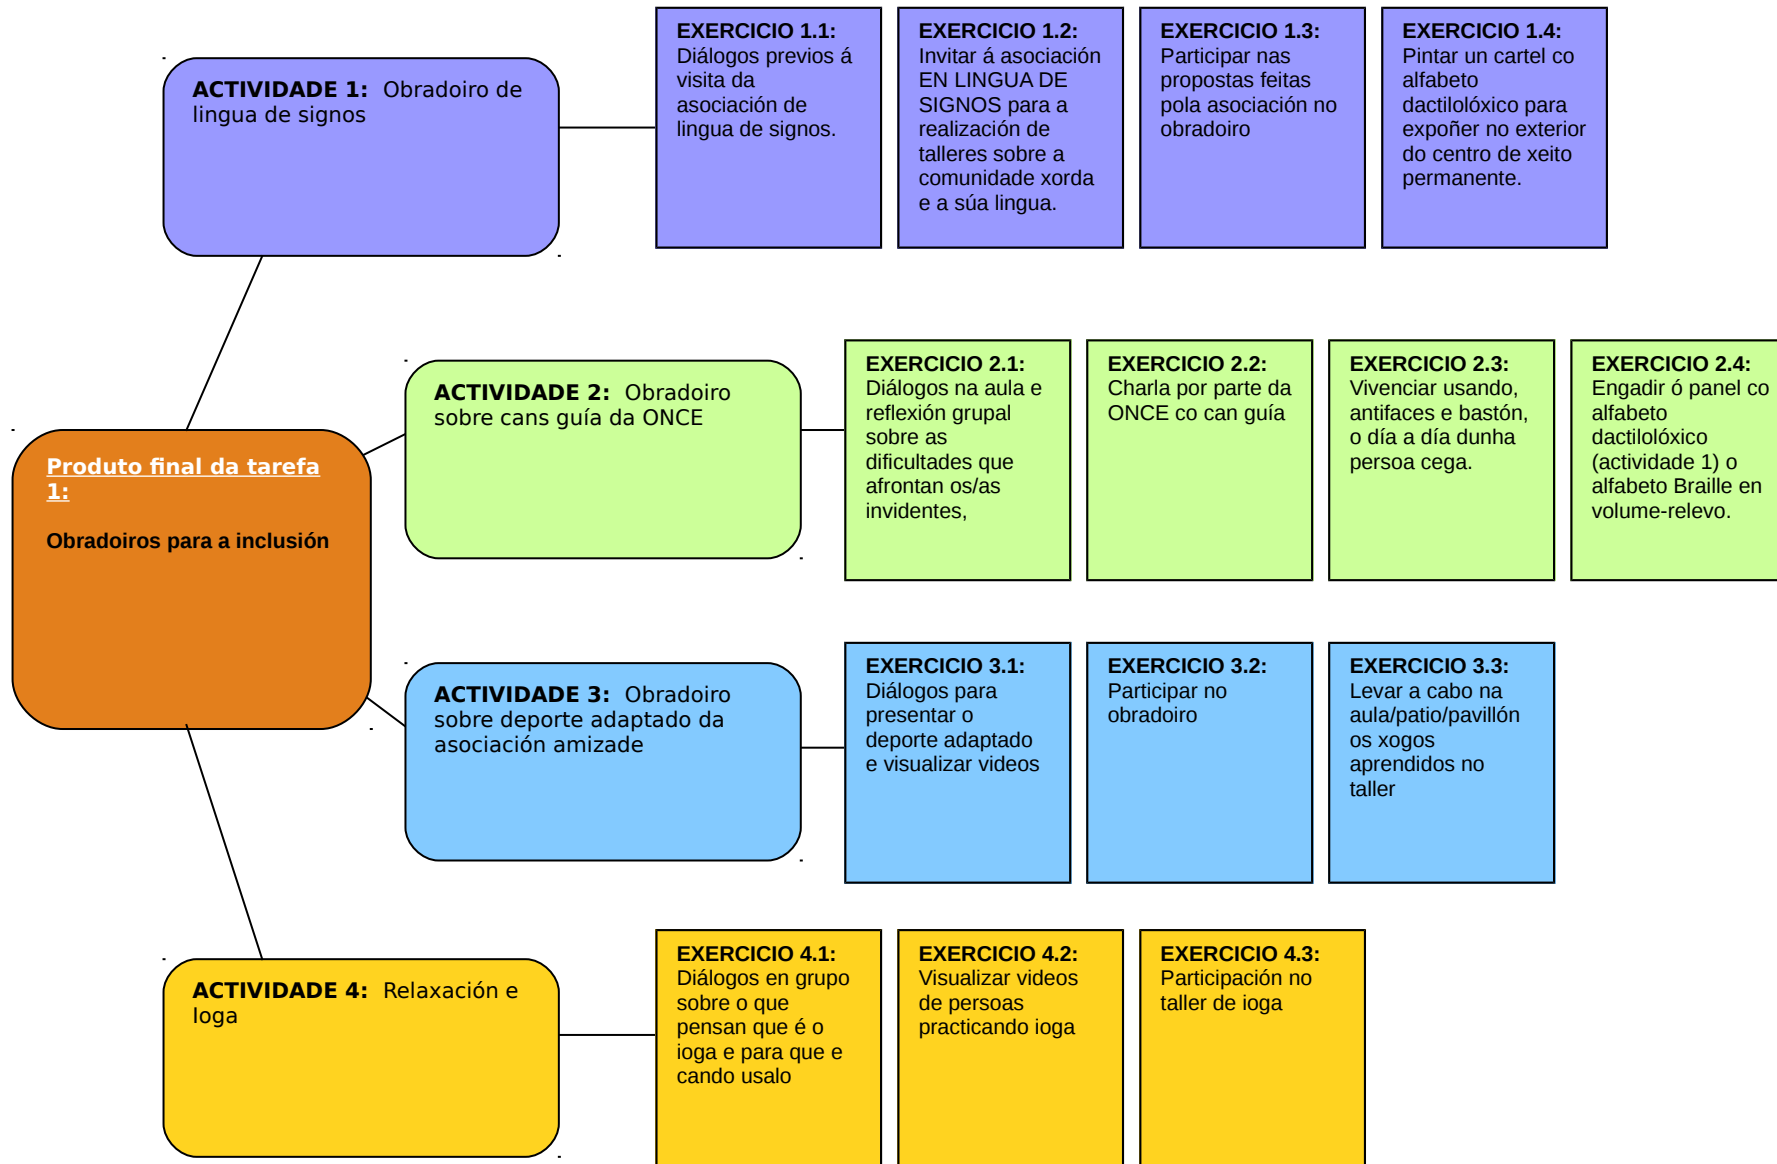 EXERCICIO 1.1:
Diálogos previos á
visita da
asociación de
lingua de signos.
EXERCICIO 1.2:
Invitar á asociación
EN LINGUA DE
SIGNOS para a
realización de
talleres sobre a
comunidade xorda
e a súa lingua.
EXERCICIO 1.3:
Participar nas
propostas feitas
pola asociación no
obradoiro
EXERCICIO 1.4:
Pintar un cartel co
alfabeto
dactilolóxico para
expoñer no exterior
do centro de xeito
permanente.
ACTIVIDADE 1: Obradoiro de
lingua de signos
EXERCICIO 2.1:
Diálogos na aula e
reflexión grupal
sobre as
dificultades que
afrontan os/as
invidentes,
EXERCICIO 2.2:
Charla por parte da
ONCE co can guía
EXERCICIO 2.3:
Vivenciar usando,
antifaces e bastón,
o día a día dunha
persoa cega.
EXERCICIO 2.4:
Engadir ó panel co
alfabeto
dactilolóxico
(actividade 1) o
alfabeto Braille en
volume-relevo.
ACTIVIDADE 2: Obradoiro
sobre cans guía da ONCE
Produto final da tarefa
1:
Obradoiros para a inclusión
EXERCICIO 3.1:
Diálogos para
presentar o
deporte adaptado
e visualizar videos
EXERCICIO 3.2:
Participar no
obradoiro
EXERCICIO 3.3:
Levar a cabo na
aula/patio/pavillón
os xogos
aprendidos no
taller
ACTIVIDADE 3: Obradoiro
sobre deporte adaptado da
asociación amizade
EXERCICIO 4.1:
Diálogos en grupo
sobre o que
pensan que é o
ioga e para que e
cando usalo
EXERCICIO 4.2:
Visualizar videos
de persoas
practicando ioga
EXERCICIO 4.3:
Participación no
taller de ioga
ACTIVIDADE 4: Relaxación e
Ioga